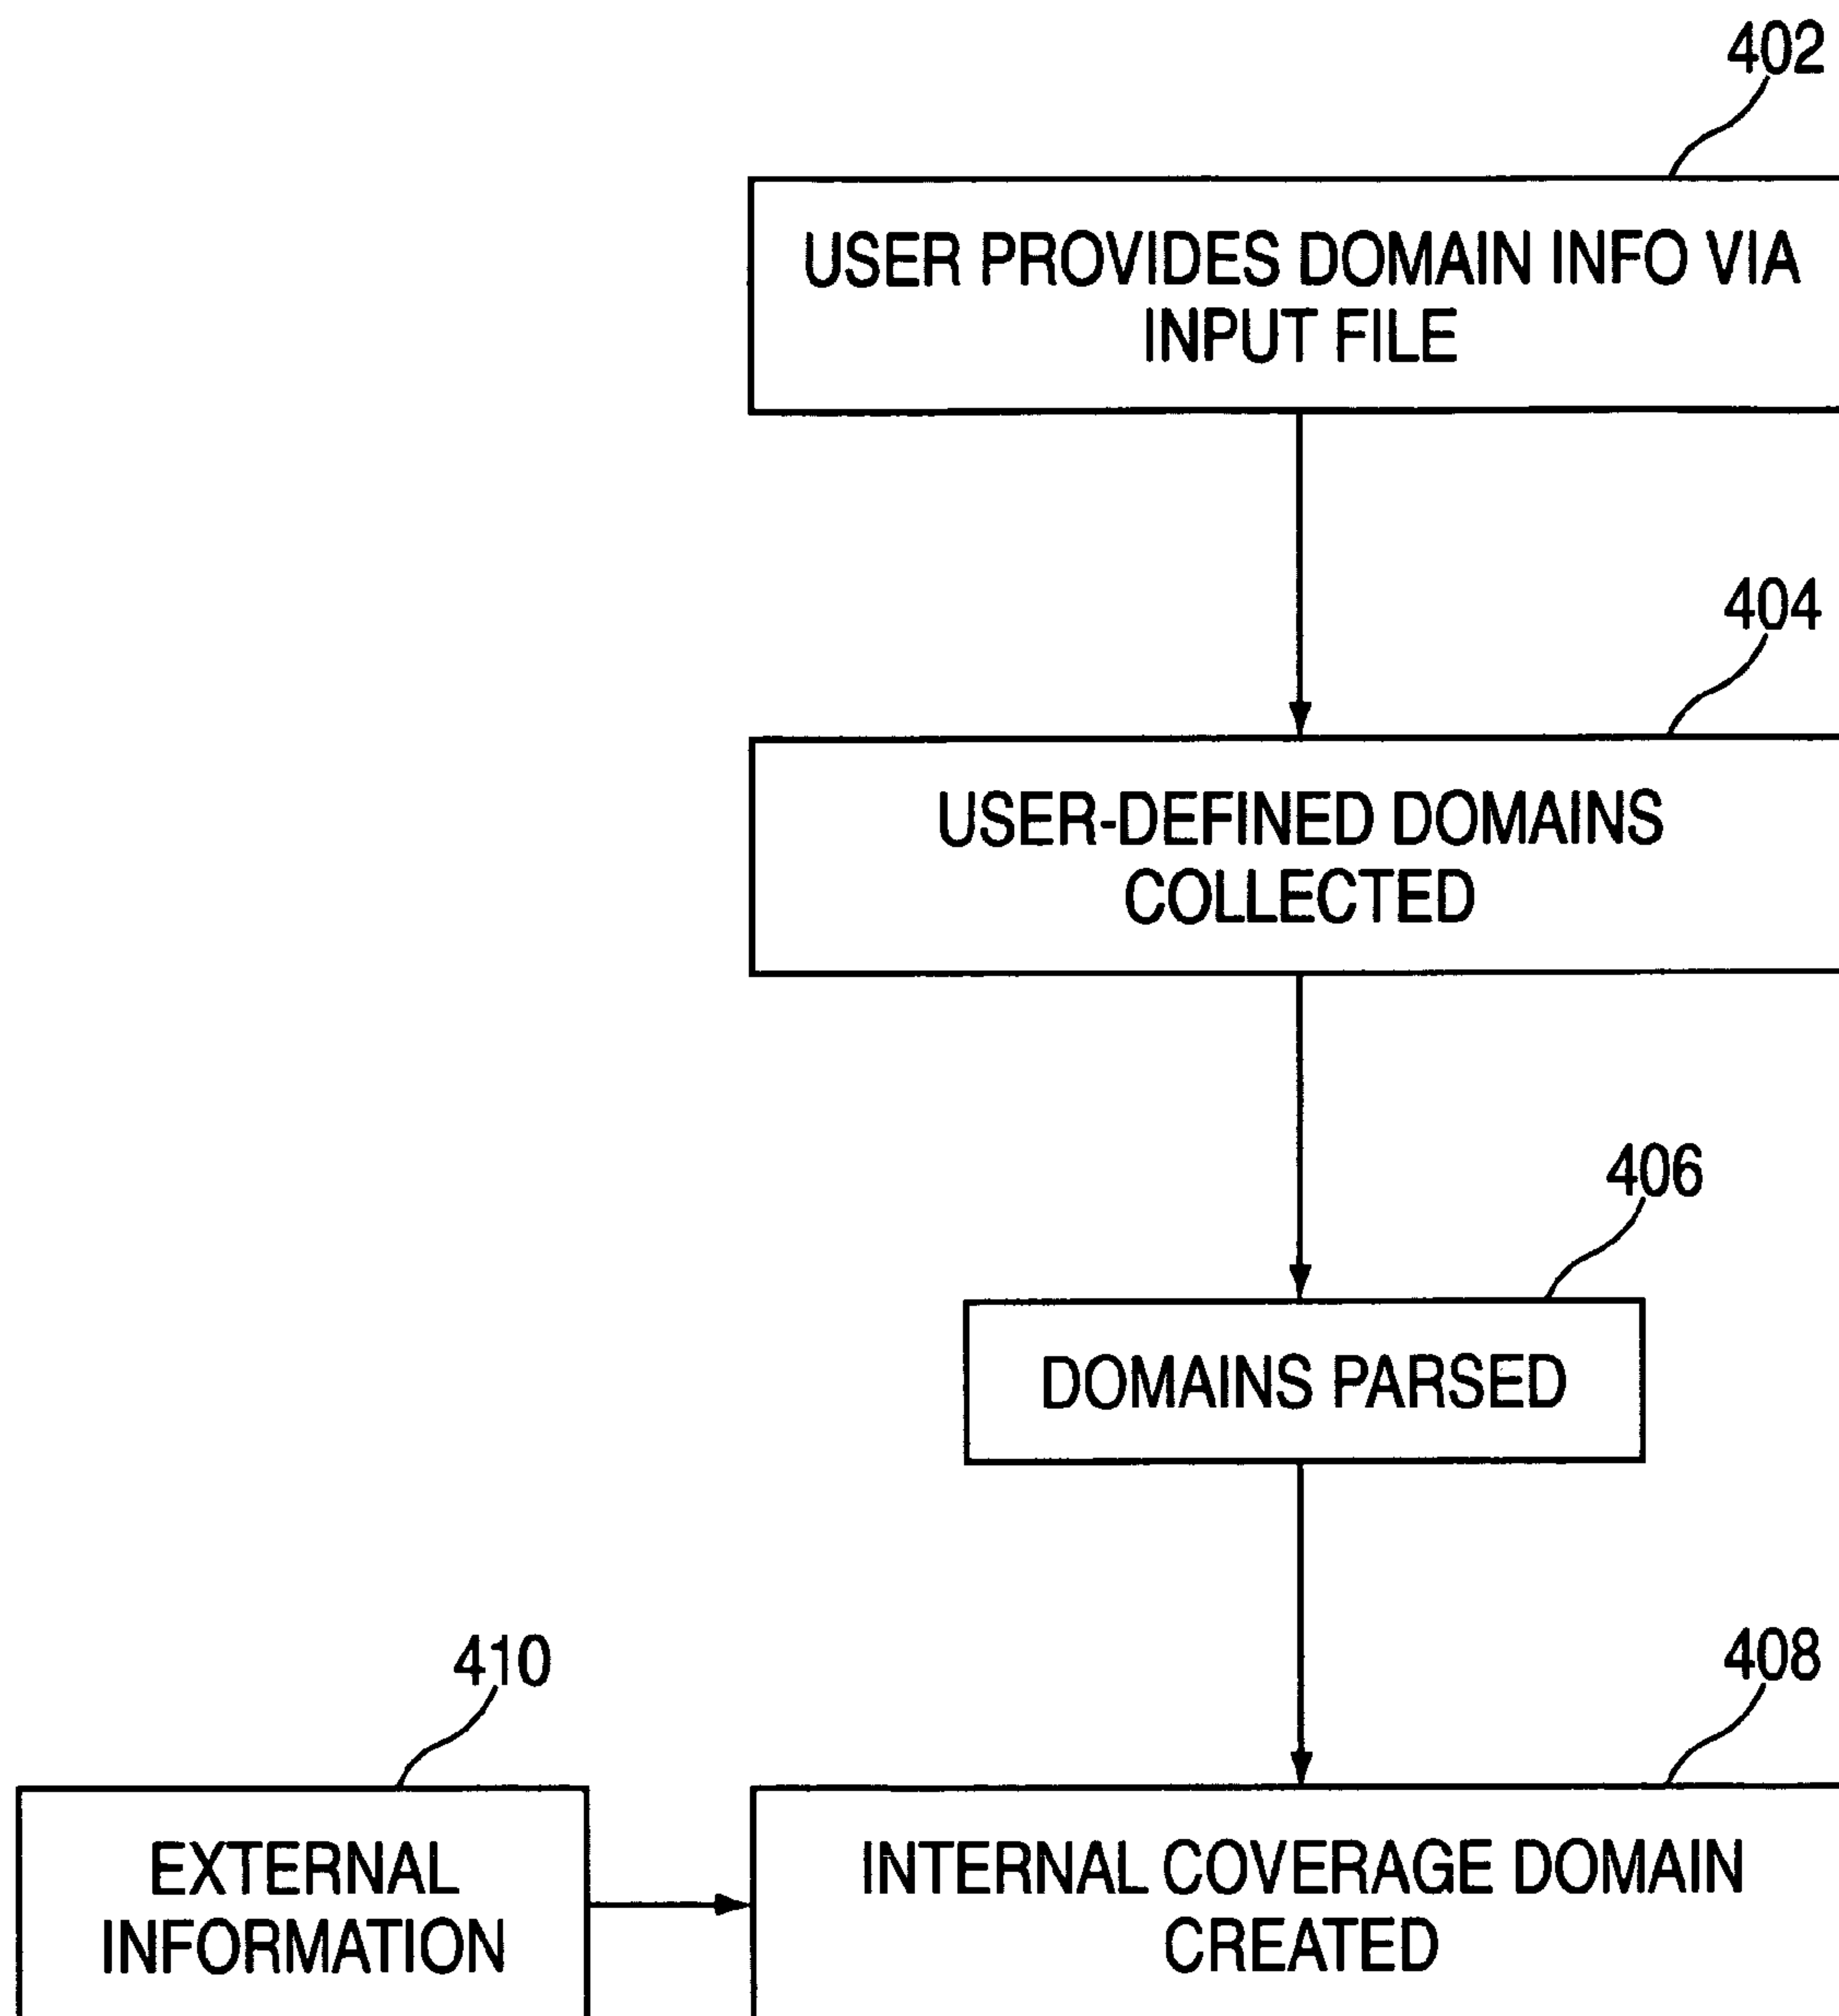 402
USER PROVIDES DOMAIN INFO VIA
INPUT FILE
404
USER-DEFINED DOMAINS
COLLECTED
406
DOMAINS PARSED
410
408
EXTERNAL
INFORMATION
INTERNAL COVERAGE DOMAIN
CREATED